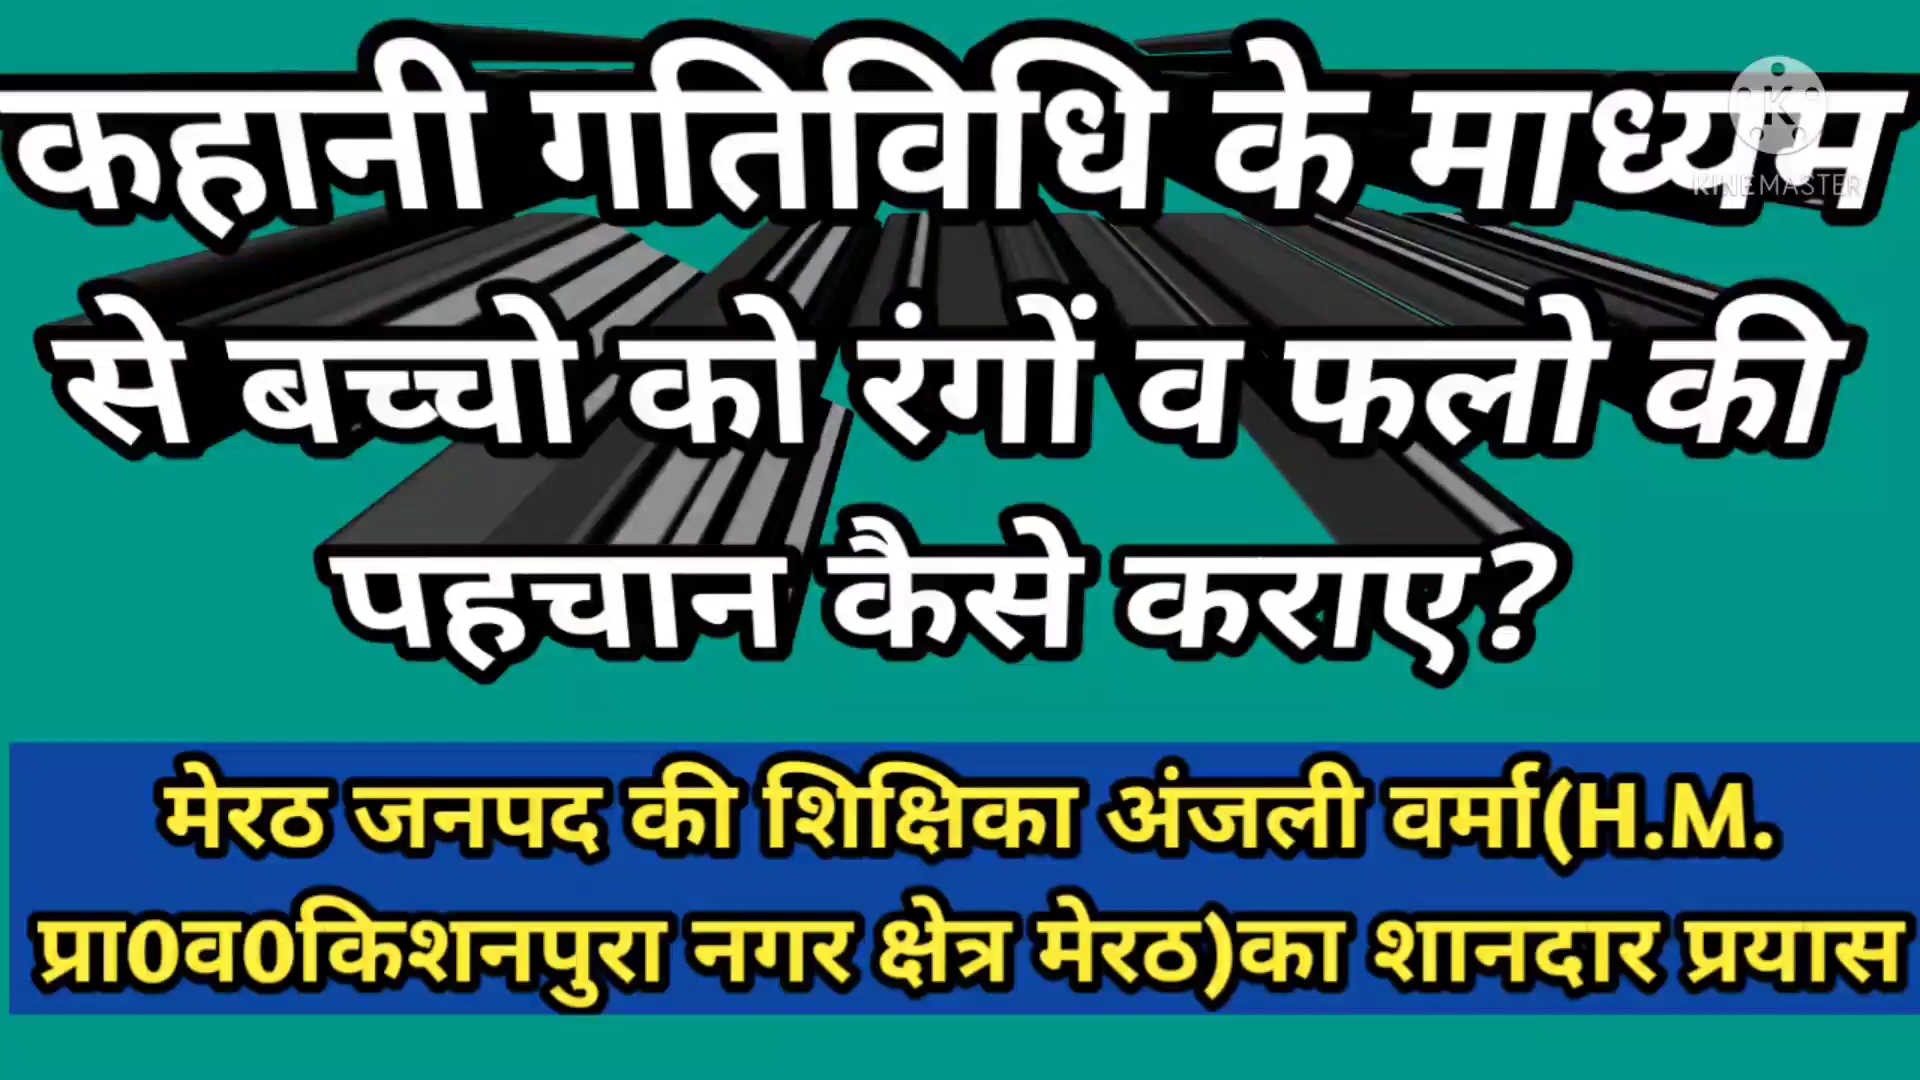 कहानी गतिविधि के माध्यम
से बच्चो को रंगों व फलो की
पहचान कैसे कराए?
मेरठ जनपद की शिक्षिका अंजली वर्मा(H.M.
प्रा0व0किशनपुरा नगर क्षेत्र मेरठ)का शानदार प्रयास
KINEMASTER